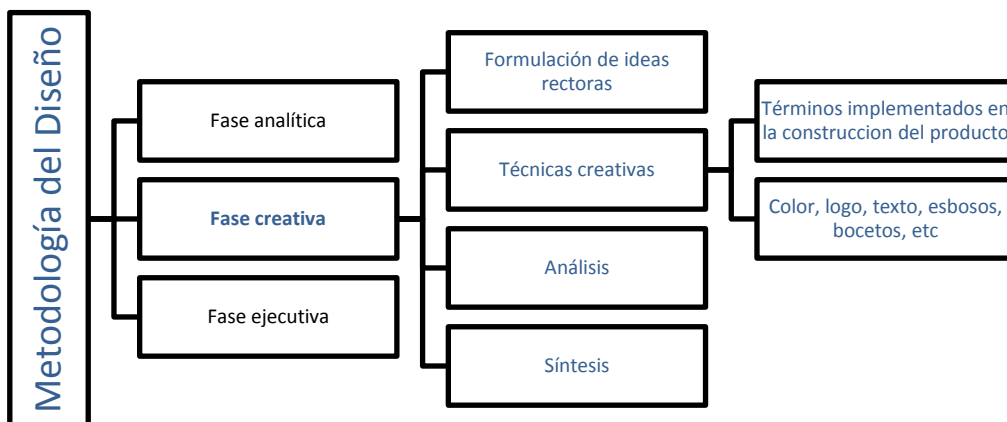 Metodología del Diseño
Fase analítica
Fase creativa
Fase ejecutiva
Formulación de ideas
rectoras
Técnicas creativas
Análisis
Síntesis
Términos implementados en
la construccion del producto
Color, logo, texto, esbosos,
bocetos, etc